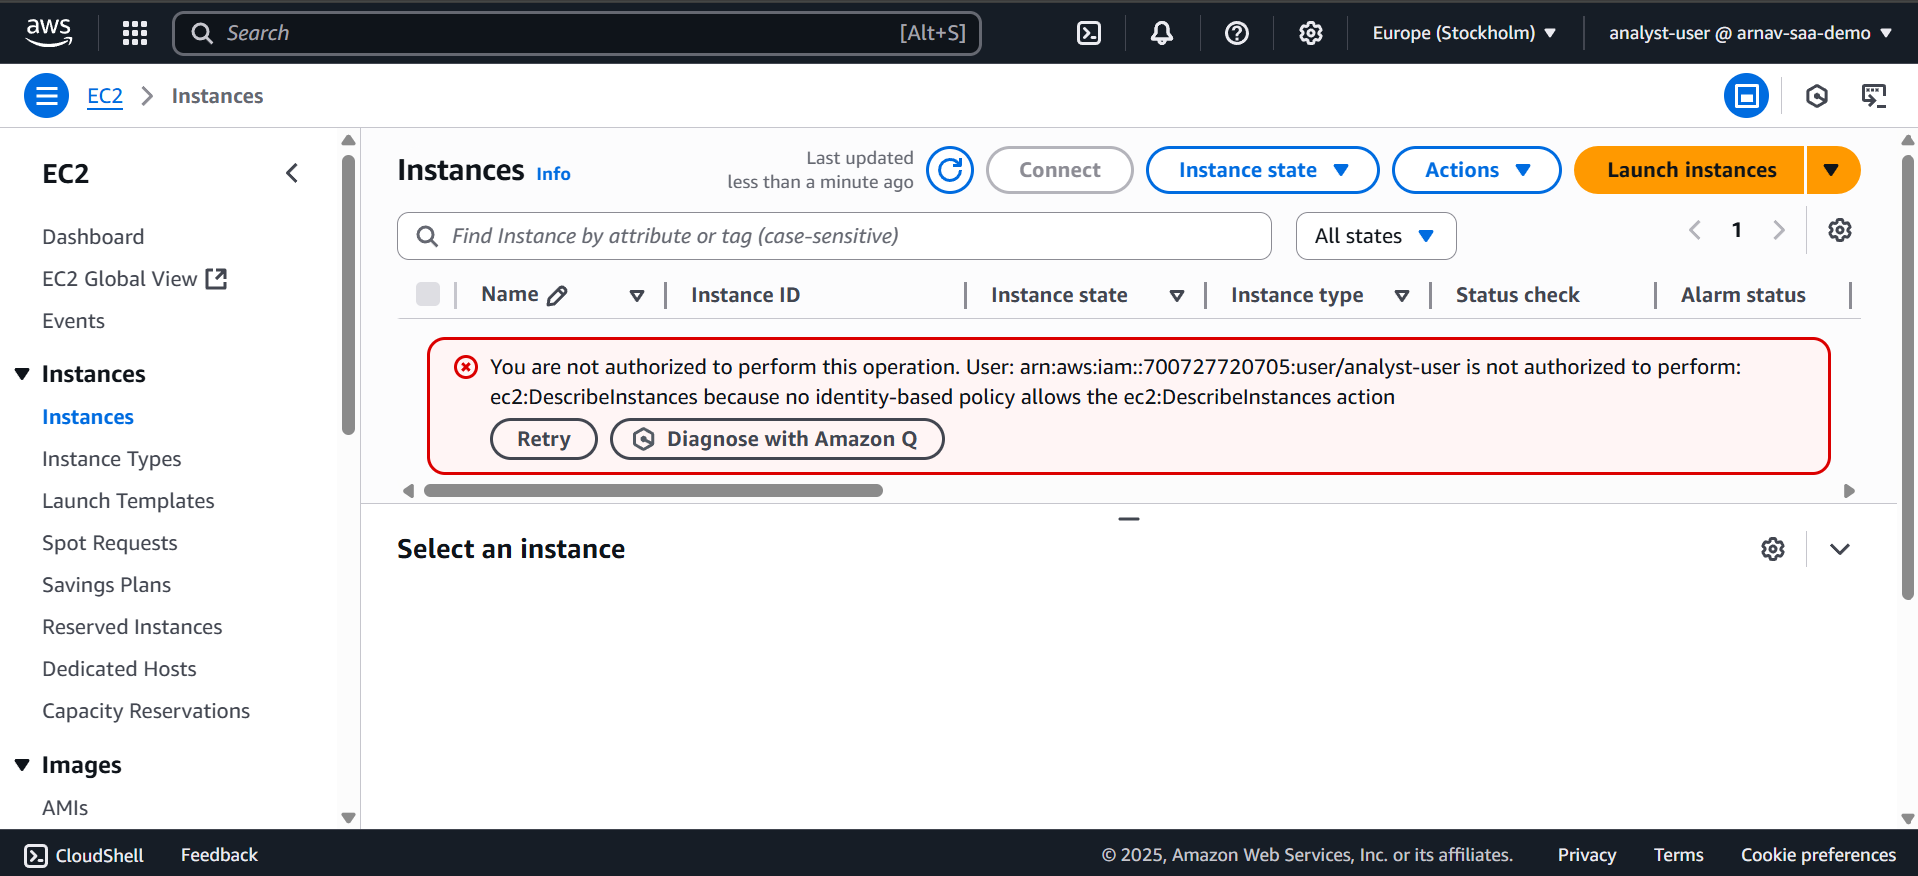 aws
Search [Alt+S]
Europe (Stockholm)
analyst-user @ arnav-saa-demo
EC2
Instances
EC2
Dashboard
EC2 Global View
Events
Instances
Instances
Instance Types
Launch Templates
Spot Requests
Savings Plans
Reserved Instances
Dedicated Hosts
Capacity Reservations
Images
AMIs
Instances Info
Last updated
less than a minute ago
Connect
Instance state
Actions
Launch instances
Find Instance by attribute or tag (case-sensitive)
All states
1
Name
Instance ID
Instance state
Instance type
Status check
Alarm status
You are not authorized to perform this operation. User: arn:aws:iam::700727720705:user/analyst-user is not authorized to perform:
ec2:DescribeInstances because no identity-based policy allows the ec2:DescribeInstances action
Retry
Diagnose with Amazon Q
Select an instance
CloudShell
Feedback
© 2025, Amazon Web Services, Inc. or its affiliates.
Privacy
Terms
Cookie preferences